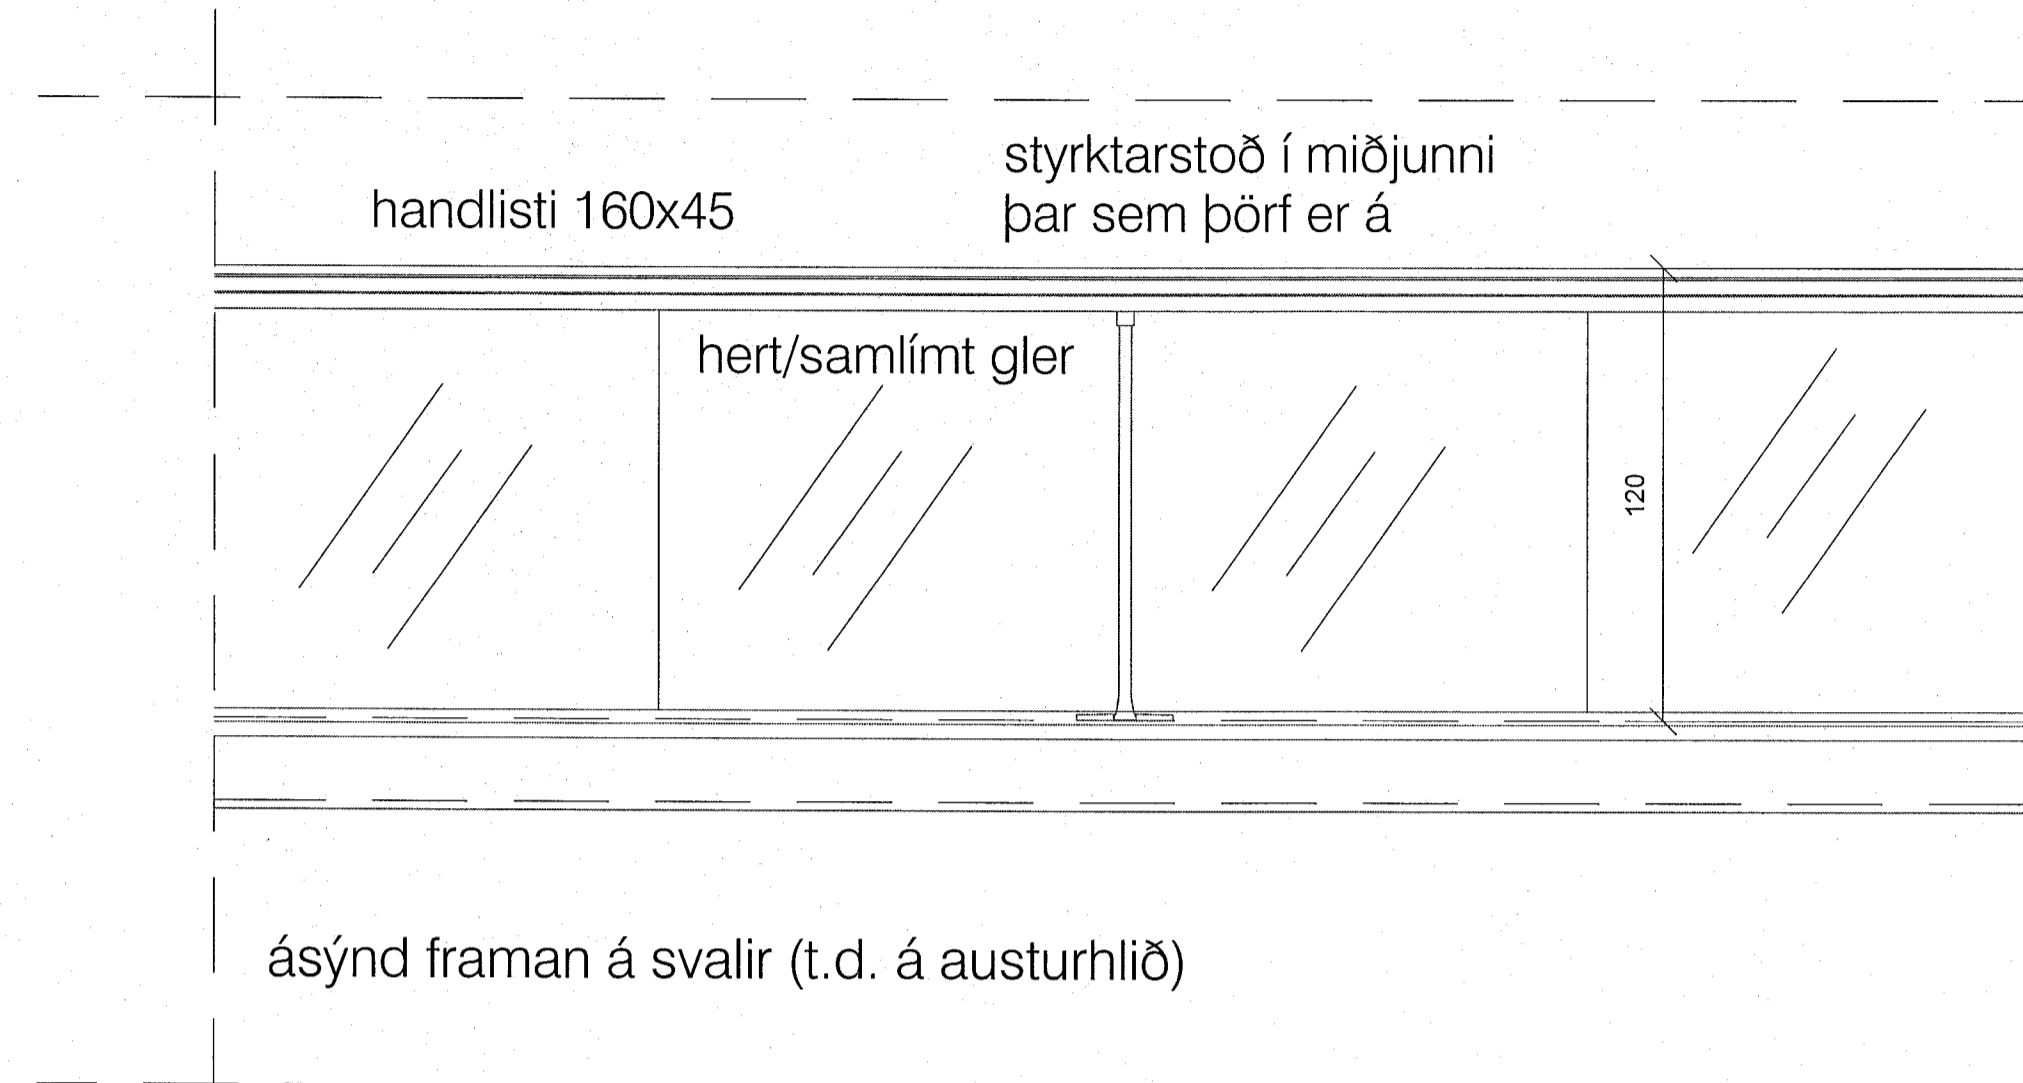 styrktarstoð í miðjunni
þar sem þörf er á
handlisti 160x45
hert/samlímt gler
120
ásýnd framan á svalir (t.d. á austurhlið)